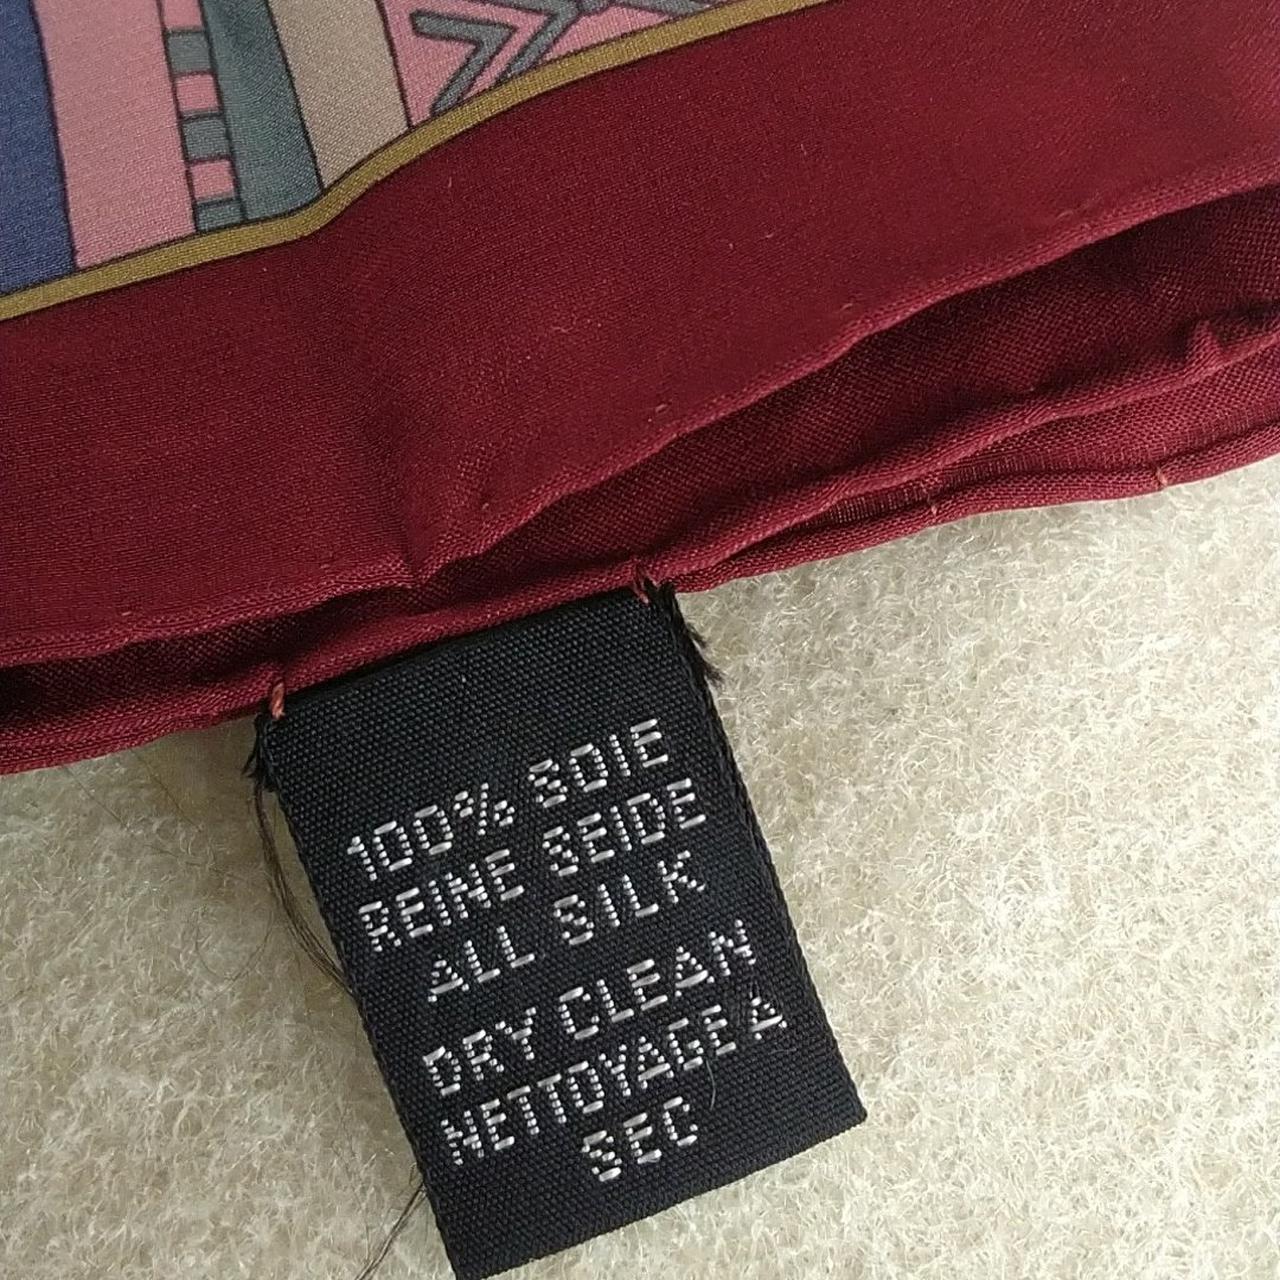 100% SOIE
REINE SEIDE
ALL SILK
DRY CLEAN
NETTOYAGE A
SEC